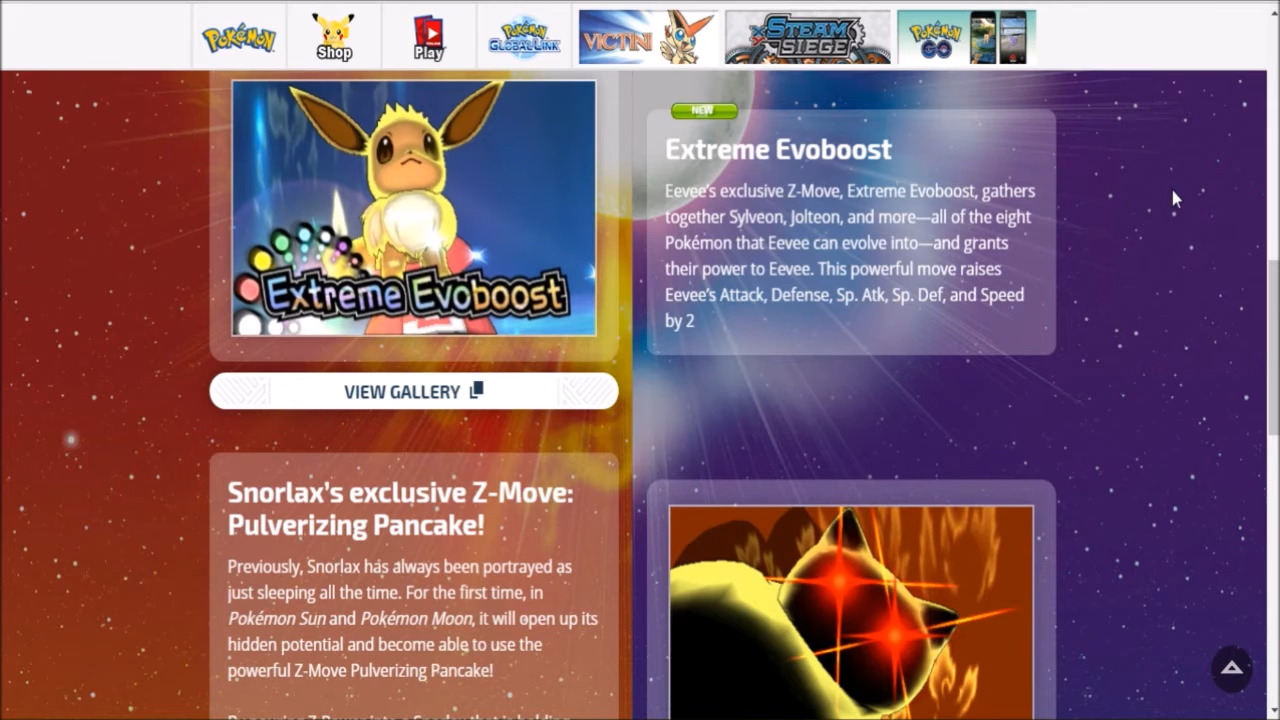 Pokémon
Shop
Play
Pokémon
Global Link
VICTINI
STEAM
SIEGE
Pokémon
GO
Extreme Evoboost
VIEW GALLERY
NEW
Extreme Evoboost
Eevee's exclusive Z-Move, Extreme Evoboost, gathers
together Sylveon, Jolteon, and more—all of the eight
Pokémon that Eevee can evolve into—and grants
their power to Eevee. This powerful move raises
Eevee's Attack, Defense, Sp. Atk, Sp. Def, and Speed
by 2
Snorlax's exclusive Z-Move:
Pulverizing Pancake!
Previously, Snorlax has always been portrayed as
just sleeping all the time. For the first time, in
Pokémon Sun and Pokémon Moon, it will open up its
hidden potential and become able to use the
powerful Z-Move Pulverizing Pancake!